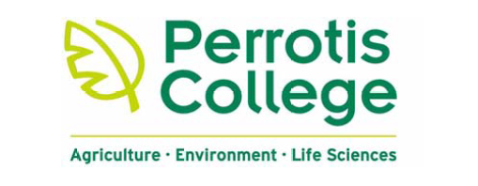 Perrotis
College
Agriculture · Environment · Life Sciences